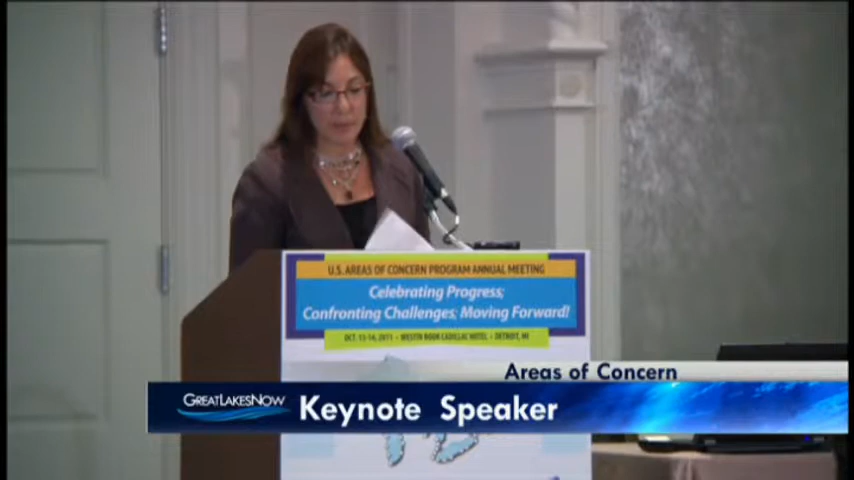 U.S. AREAS OF CONCERN PROGRAM ANNUAL MEETING
Celebrating Progress;
Confronting Challenges; Moving Forward!
OCT. 13-14, 2011 • WESTIN BOOK CADILLAC HOTEL • DETROIT, MI
Areas of Concern
GREATLAKESNOW
Keynote Speaker